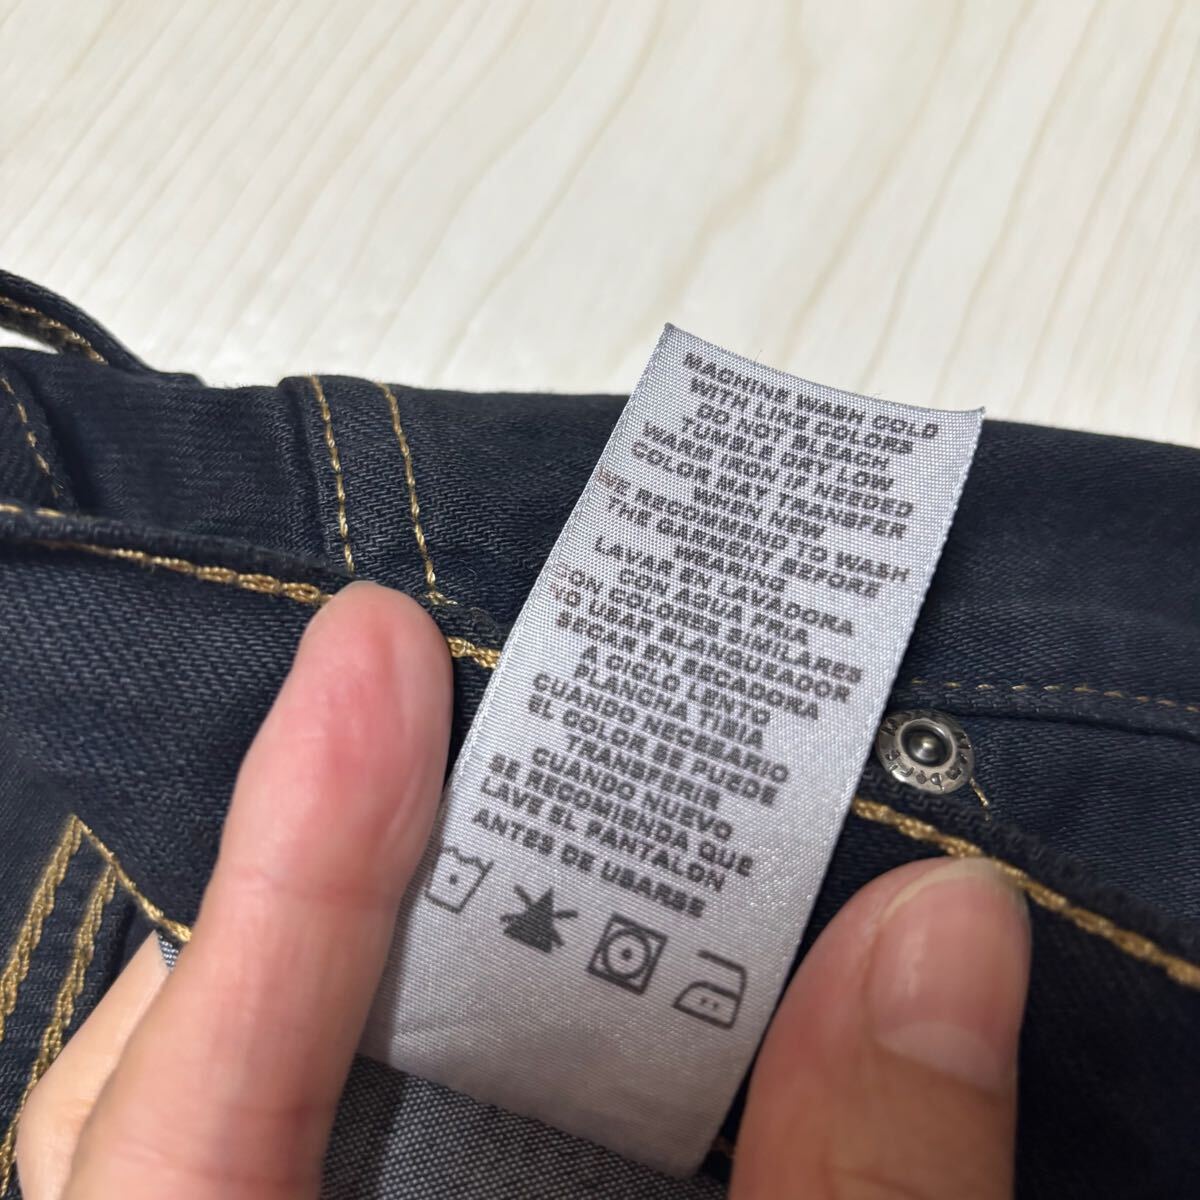 MACHINE WASH COLD
WITH LIKE COLORS
DO NOT BLEACH
TUMBLE DRY LOW
WARM IRON IF NEEDED
COLOR MAY TRANSFER
WHEN NEW
WE RECOMMEND TO WASH
THE GARMENT BEFORE
WEARING
LAVAR EN LAVADORA
CON AGUA FRIA
CON COLORES SIMILARES
NO USAR BLANQUEADOR
SECAR EN SECADORA
A CICLO LENTO
PLANCHA TIBIA
CUANDO NECESARIO
EL COLOR SE PUEDE
TRANSFERIR
CUANDO NUEVO
SE RECOMIENDA QUE
LAVE EL PANTALON
ANTES DE USARSE